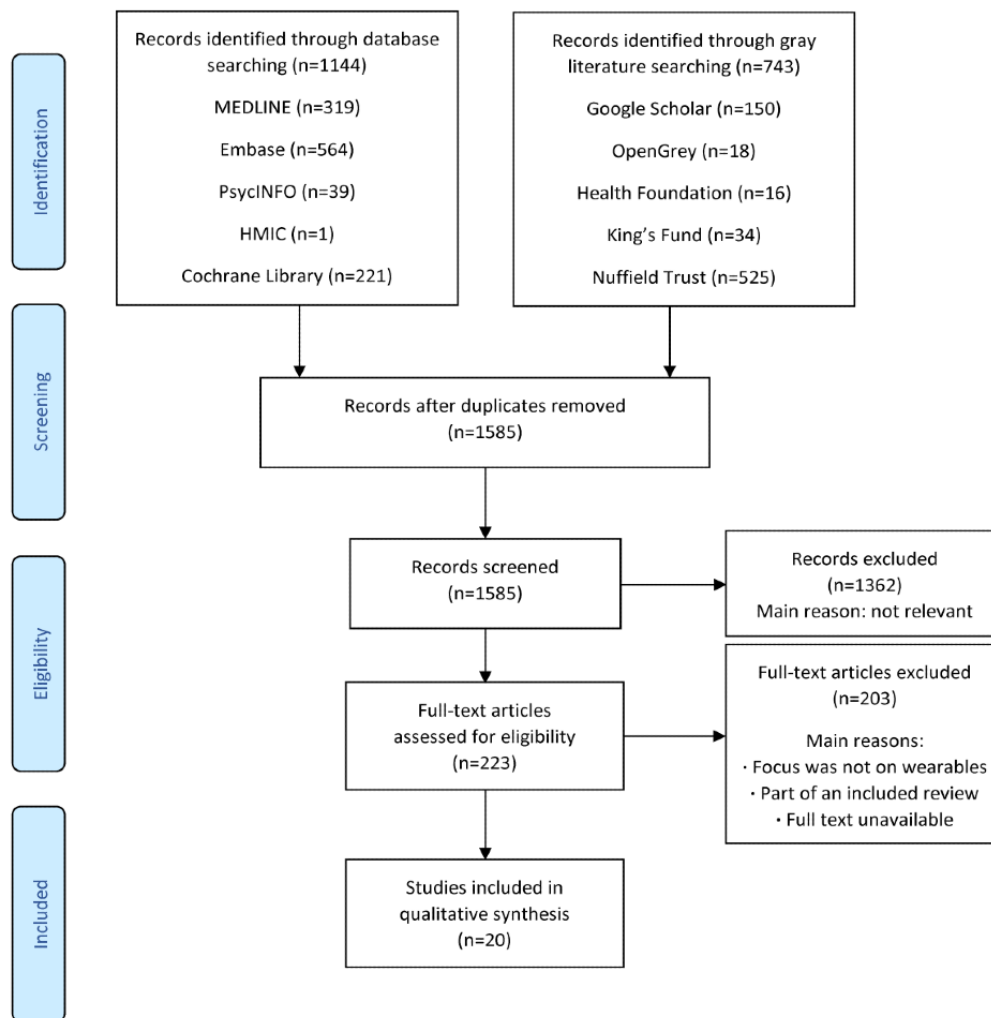 Identification
Records identified through database
searching (n=1144)
MEDLINE (n=319)
Embase (n=564)
PsycINFO (n=39)
HMIC (n=1)
Cochrane Library (n=221)
Records identified through gray
literature searching (n=743)
Google Scholar (n=150)
OpenGrey (n=18)
Health Foundation (n=16)
King's Fund (n=34)
Nuffield Trust (n=525)
Screening
Records after duplicates removed
(n=1585)
Records screened
(n=1585)
Records excluded
(n=1362)
Main reason: not relevant
Eligibility
Full-text articles
assessed for eligibility
(n=223)
Full-text articles excluded
(n=203)
Main reasons:
· Focus was not on wearables
· Part of an included review
· Full text unavailable
Included
Studies included in
qualitative synthesis
(n=20)